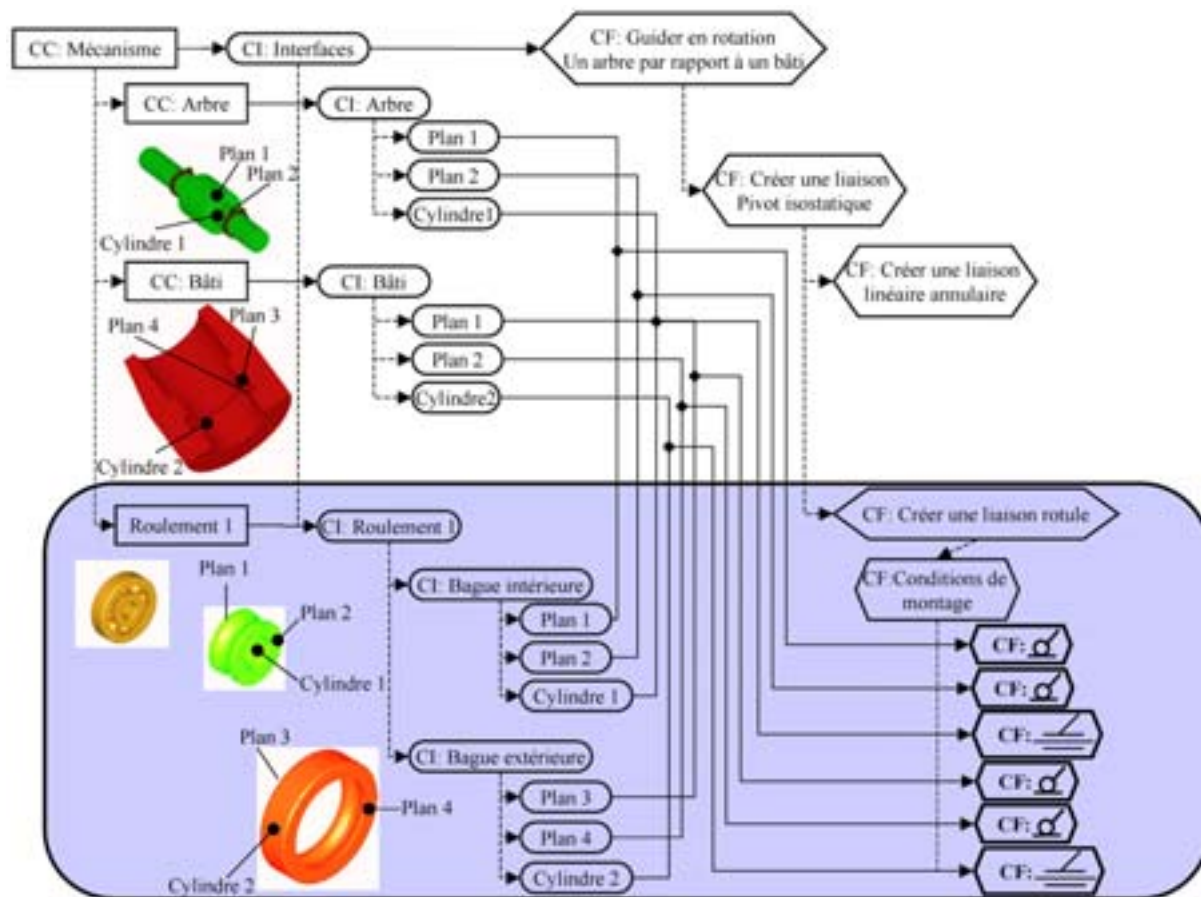 CC: Mécanisme
CI: Interfaces
CF: Guider en rotation
Un arbre par rapport à un bâti
CC: Arbre
CI: Arbre
Plan 1
Plan 1
Plan 2
Plan 2
Cylindre1
Cylindre 1
CF: Créer une liaison
Pivot isostatique
CC: Bâti
CI: Bâti
CF: Créer une liaison
linéaire annulaire
Plan 3
Plan 4
Plan 1
Plan 2
Cylindre2
Cylindre 2
Roulement 1
CI: Roulement 1
CF: Créer une liaison rotule
Plan 1
CI: Bague intérieure
CF:Conditions de
montage
Plan 2
Plan 1
Plan 2
Cylindre 1
Cylindre 1
CF:
CF:
CF:
Plan 3
CI: Bague extérieure
Plan 4
Plan 3
Plan 4
Cylindre 2
Cylindre 2
CF:
CF:
CF: